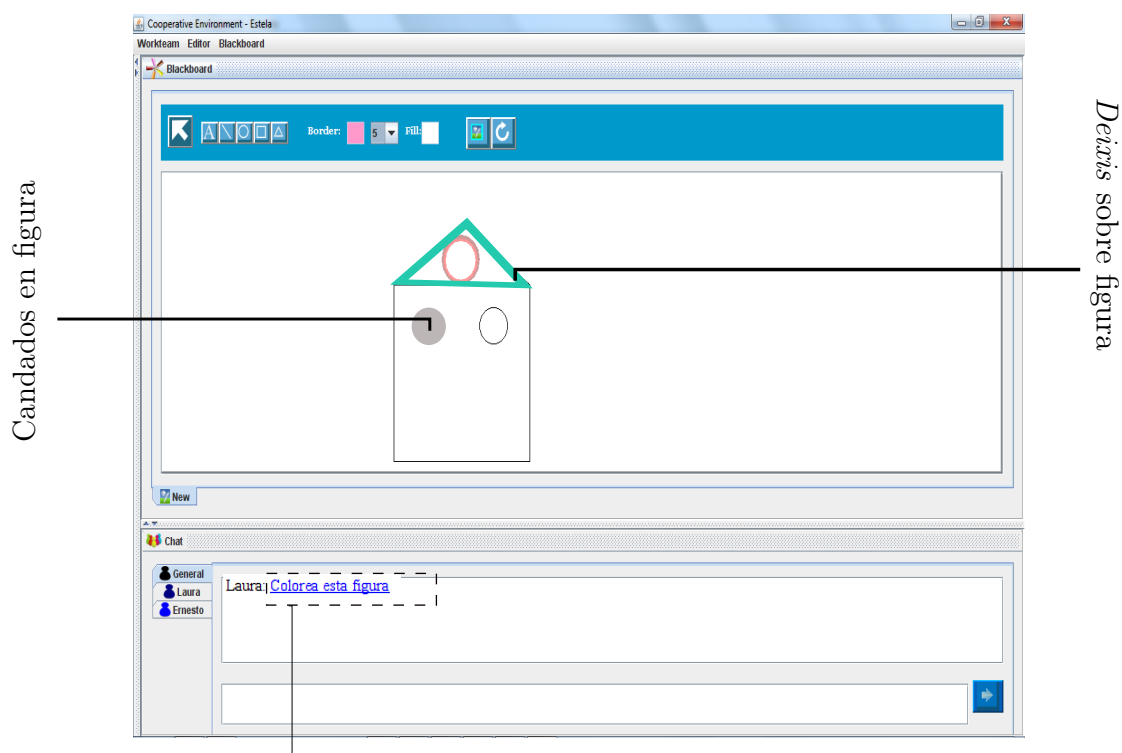 Cooperative Environment - Estela
Workteam Editor Blackboard
Blackboard
A
Border: 5 Fill:
Candados en figura
Deixis sobre figura
New
Chat
General
Laura
Ernesto
Laura: Colorea esta figura